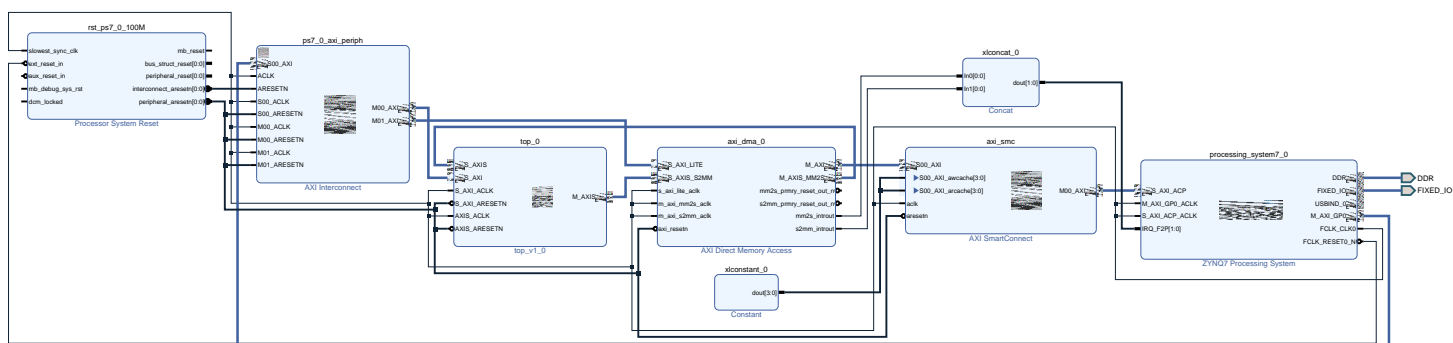 rst_ps7_0_100M
slowest_sync_clk
ext_reset_in
aux_reset_in
mb_debug_sys_rst
dcm_locked
mb_reset
bus_struct_reset[0:0]
peripheral_reset[0:0]
interconnect_aresetn[0:0]
peripheral_aresetn[0:0]
Processor System Reset
ps7_0_axi_periph
S00_AXI
ACLK
ARESETN
S00_ACLK
S00_ARESETN
M00_ACLK
M00_ARESETN
M01_ACLK
M01_ARESETN
M00_AXI
M01_AXI
AXI Interconnect
top_0
S_AXIS
S_AXI
S_AXI_ACLK
S_AXI_ARESETN
AXIS_ACLK
AXIS_ARESETN
M_AXIS
top_v1_0
axi_dma_0
S_AXI_LITE
S_AXIS_S2MM
s_axi_lite_aclk
m_axi_mm2s_aclk
m_axi_s2mm_aclk
axi_resetn
M_AXI
M_AXIS_MM2S
mm2s_prmry_reset_out_n
s2mm_prmry_reset_out_n
mm2s_introut
s2mm_introut
AXI Direct Memory Access
xlconstant_0
dout[3:0]
Constant
xlconcat_0
In0[0:0]
In1[0:0]
dout[1:0]
Concat
axi_smc
S00_AXI
S00_AXI_awcache[3:0]
S00_AXI_arcache[3:0]
aclk
aresetn
M00_AXI
AXI SmartConnect
processing_system7_0
S_AXI_ACP
M_AXI_GP0_ACLK
S_AXI_ACP_ACLK
IRQ_F2P[1:0]
DDR
FIXED_IO
USBIND_0
M_AXI_GP0
FCLK_CLK0
FCLK_RESET0_N
ZYNQ7 Processing System
DDR
FIXED_IO